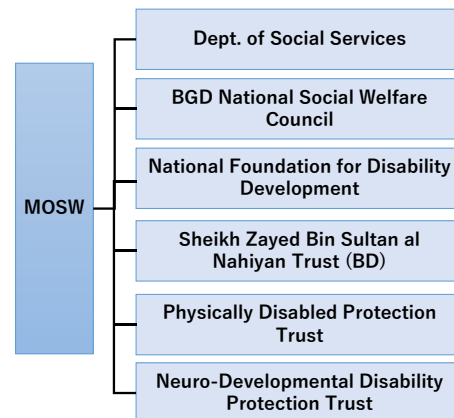 MOSW
Dept. of Social Services
BGD National Social Welfare
Council
National Foundation for Disability
Development
Sheikh Zayed Bin Sultan al
Nahiyan Trust (BD)
Physically Disabled Protection
Trust
Neuro-Developmental Disability
Protection Trust